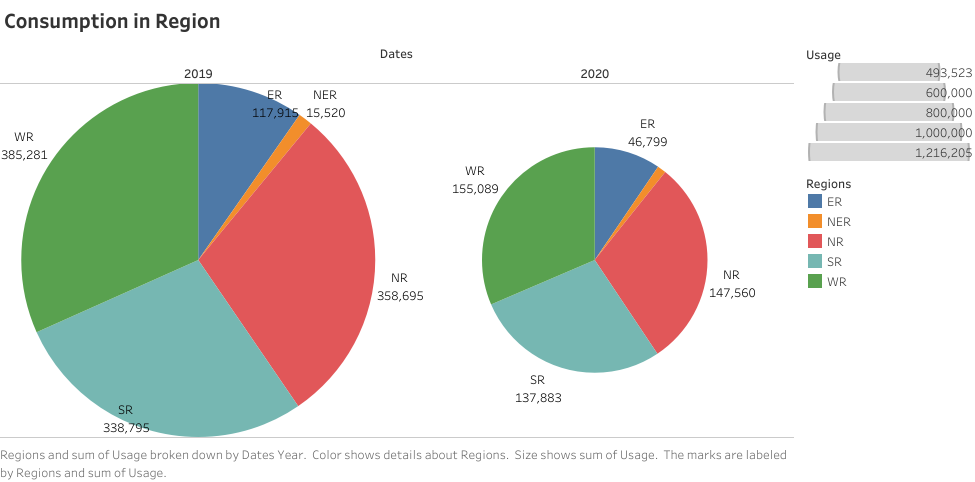 Consumption in Region
Dates
2019
2020
ER
117,915
NER
15,520
WR
385,281
NR
358,695
SR
338,795
ER
46,799
WR
155,089
NR
147,560
SR
137,883
Usage
493,523
600,000
800,000
1,000,000
1,216,205
Regions
ER
NER
NR
SR
WR
Regions and sum of Usage broken down by Dates Year. Color shows details about Regions. Size shows sum of Usage. The marks are labeled
by Regions and sum of Usage.